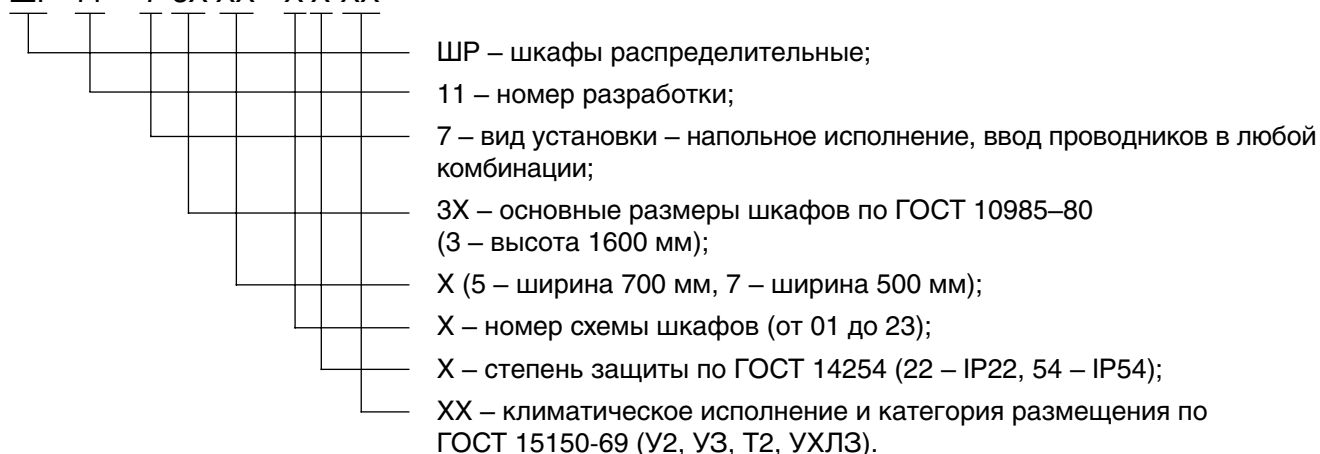 ШР – шкафы распределительные;
11 – номер разработки;
7 – вид установки – напольное исполнение, ввод проводников в любой
комбинации;
3Х – основные размеры шкафов по ГОСТ 10985–80
(3 – высота 1600 мм);
Х (5 – ширина 700 мм, 7 – ширина 500 мм);
Х – номер схемы шкафов (от 01 до 23);
Х – степень защиты по ГОСТ 14254 (22 – IP22, 54 – IP54);
ХХ – климатическое исполнение и категория размещения по
ГОСТ 15150-69 (У2, У3, Т2, УХЛ3).